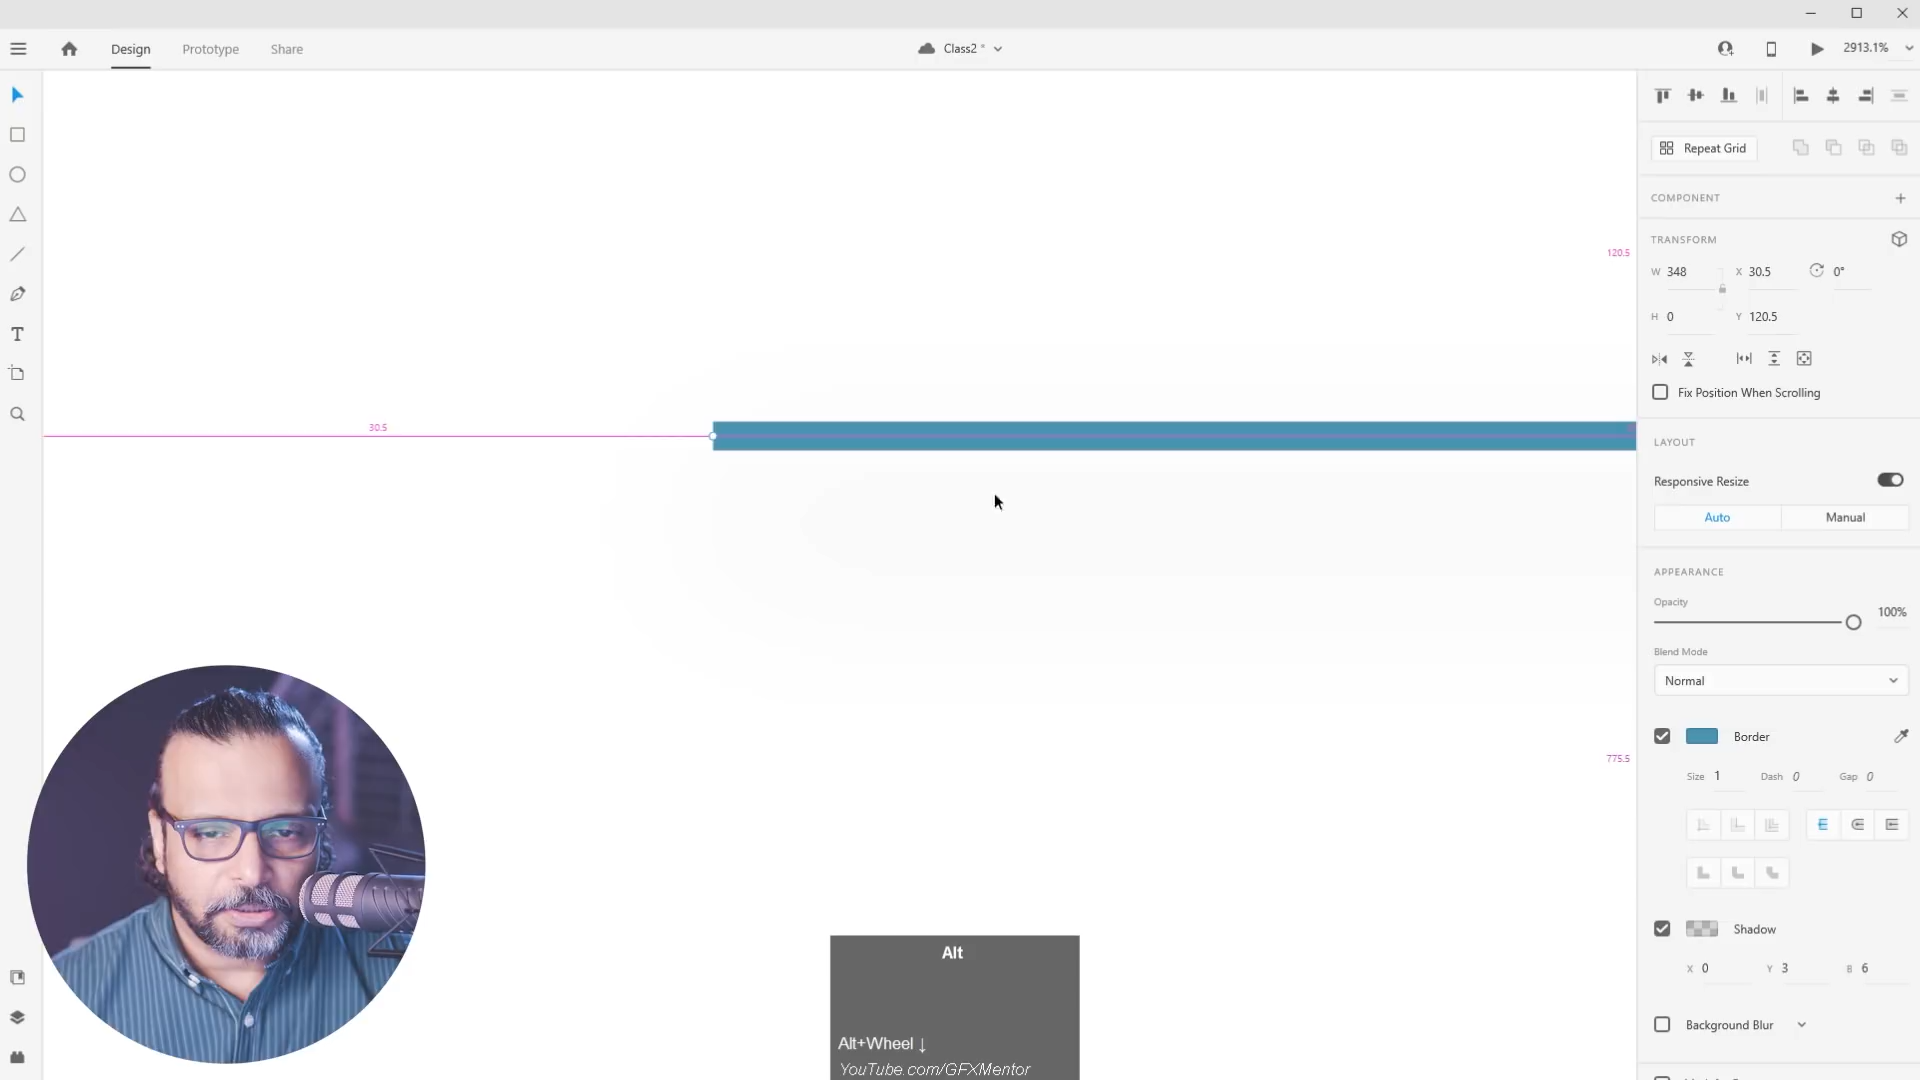 Design
Prototype
Share
Class2 *
2913.1%
Repeat Grid
COMPONENT
TRANSFORM
W 348
X 30.5
0°
H 0
Y 120.5
Fix Position When Scrolling
LAYOUT
Responsive Resize
Auto
Manual
APPEARANCE
Opacity
100%
Blend Mode
Normal
Border
Size 1
Dash 0
Gap 0
Shadow
X 0
Y 3
B 6
Background Blur
120.5
30.5
775.5
T
Alt
Alt+Wheel ↓
YouTube.com/GFXMentor